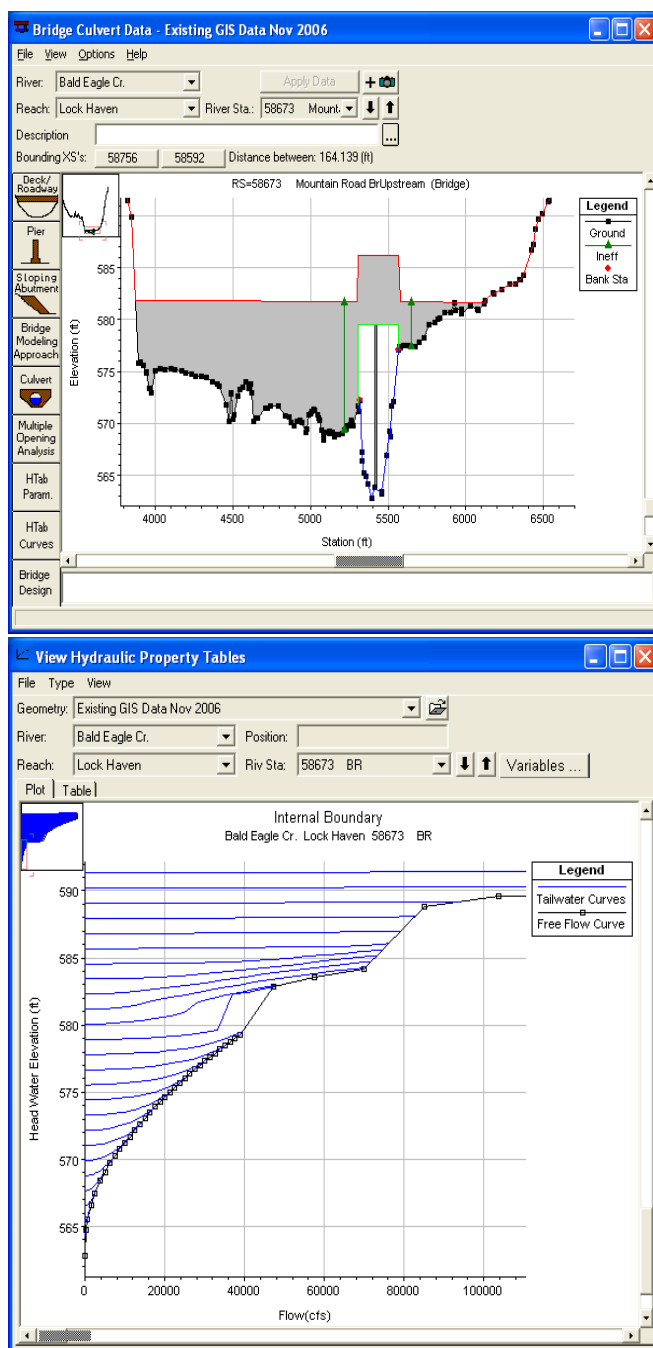 Bridge Culvert Data - Existing GIS Data Nov 2006
File View Options Help
River: Bald Eagle Cr. Apply Data
Reach: Lock Haven River Sta.: 58673 Mount
Description ...
Bounding XS's: 58756 58592 Distance between: 164.139 (ft)
Deck/
Roadway
Pier
Sloping
Abutment
Bridge
Modeling
Approach
Culvert
Multiple
Opening
Analysis
HTab
Param.
HTab
Curves
Bridge
Design
RS=58673 Mountain Road BrUpstream (Bridge)
Legend
Ground
Ineff
Bank Sta
Elevation (ft)
585
580
575
570
565
4000 4500 5000 5500 6000 6500
Station (ft)
View Hydraulic Property Tables
File Type View
Geometry: Existing GIS Data Nov 2006
River: Bald Eagle Cr. Position:
Reach: Lock Haven Riv Sta: 58673 BR Variables ...
Plot Table
Internal Boundary
Bald Eagle Cr. Lock Haven 58673 BR
Legend
Tailwater Curves
Free Flow Curve
Head Water Elevation (ft)
590
585
580
575
570
565
0 20000 40000 60000 80000 100000
Flow(cfs)